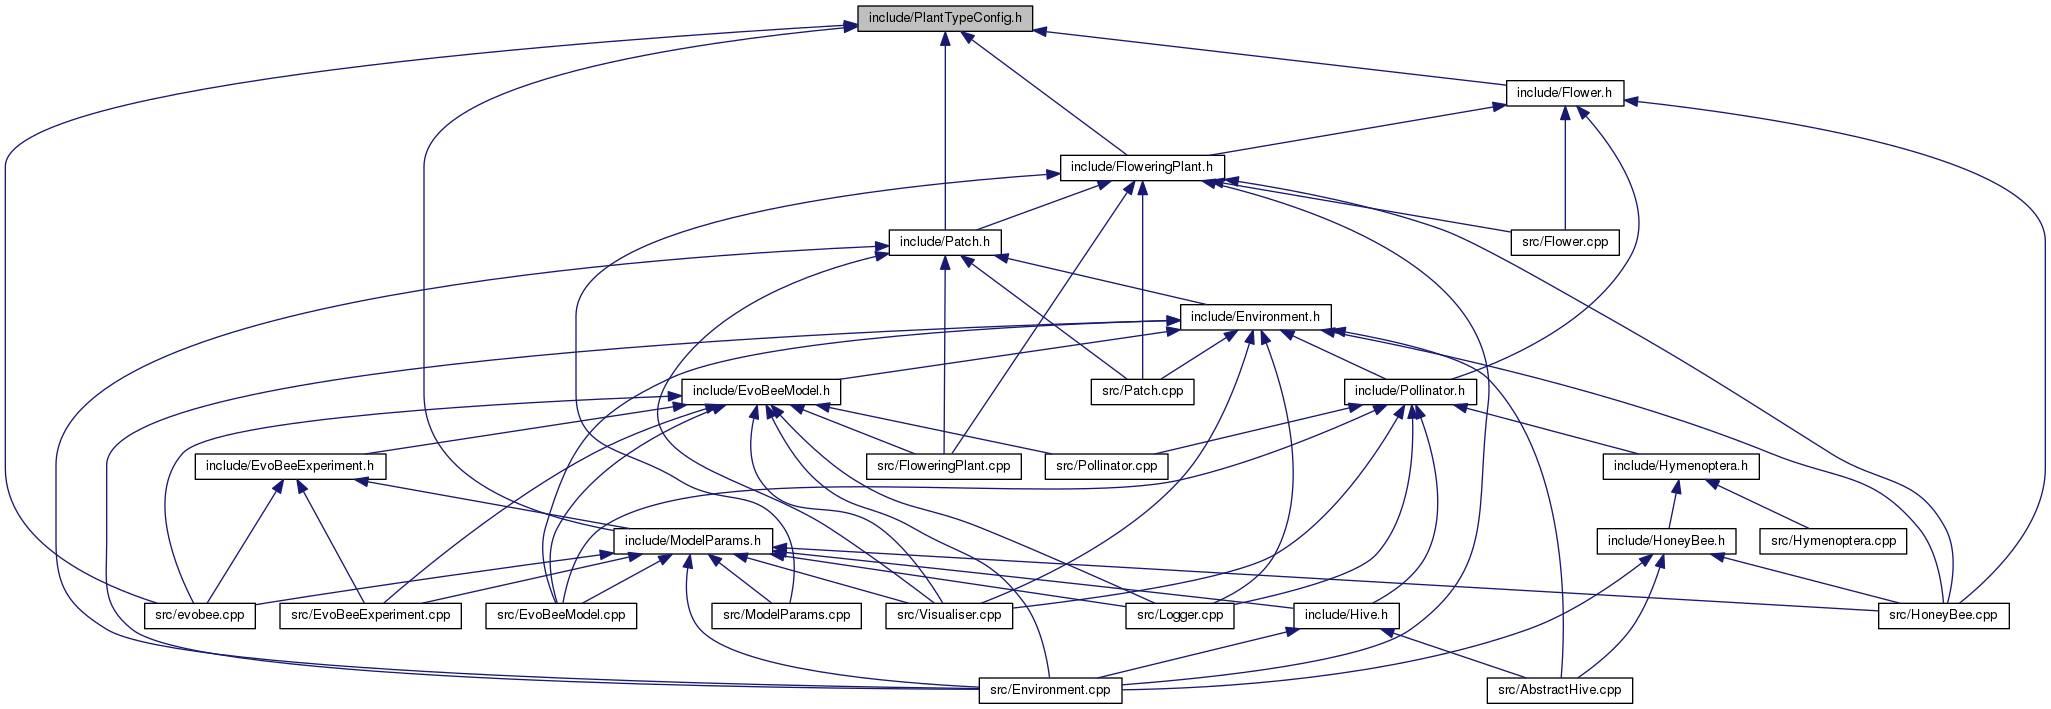 include/PlantTypeConfig.h
include/Flower.h
include/FloweringPlant.h
include/Patch.h
src/Flower.cpp
include/Environment.h
include/EvoBeeModel.h
src/Patch.cpp
include/Pollinator.h
include/EvoBeeExperiment.h
src/FloweringPlant.cpp
src/Pollinator.cpp
include/Hymenoptera.h
include/ModelParams.h
include/HoneyBee.h
src/Hymenoptera.cpp
src/evobee.cpp
src/EvoBeeExperiment.cpp
src/EvoBeeModel.cpp
src/ModelParams.cpp
src/Visualiser.cpp
src/Logger.cpp
include/Hive.h
src/HoneyBee.cpp
src/Environment.cpp
src/AbstractHive.cpp